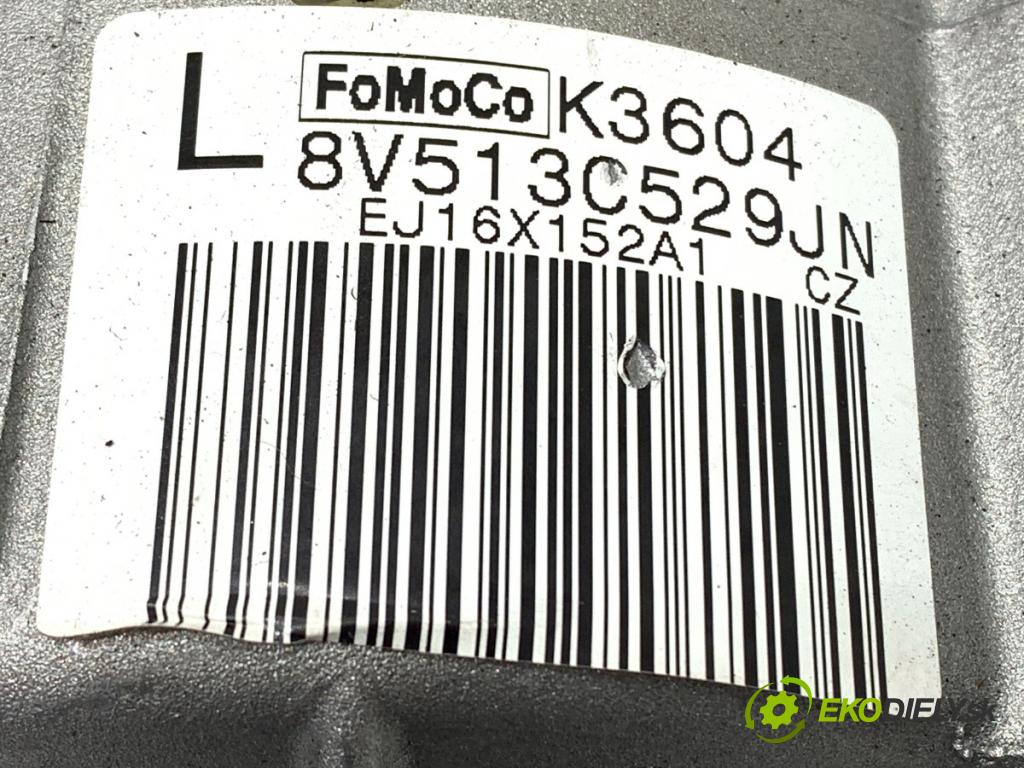 L FoMoCo K3604
8V513C529JN
EJ16X152A1
CZ
EKODIELY.SK